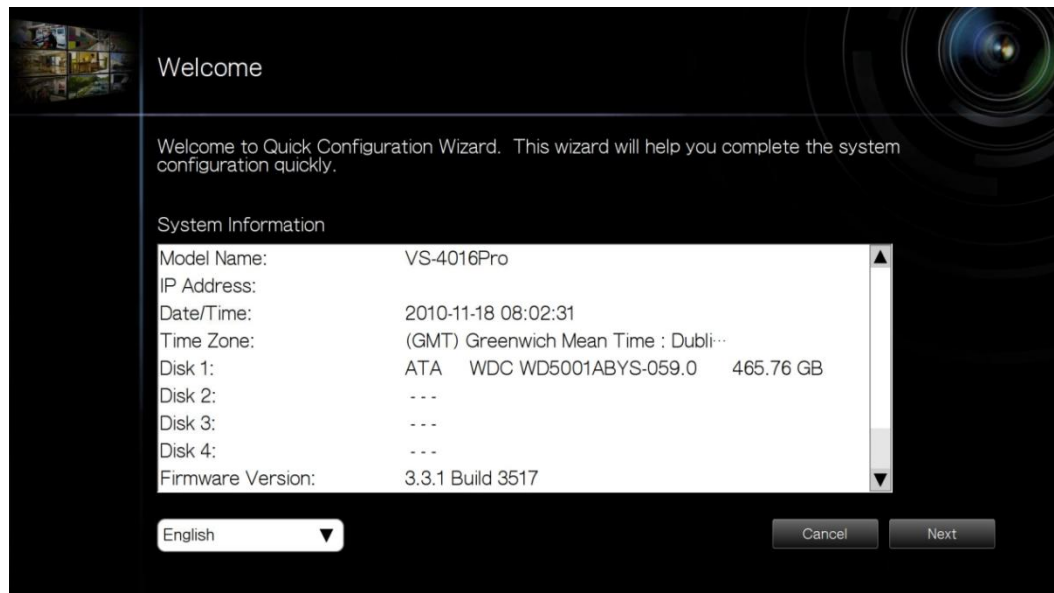 Welcome
Welcome to Quick Configuration Wizard. This wizard will help you complete the system
configuration quickly.
System Information
Model Name: VS-4016Pro
IP Address:
Date/Time: 2010-11-18 08:02:31
Time Zone: (GMT) Greenwich Mean Time : Dubli…
Disk 1: ATA WDC WD5001ABYS-059.0 465.76 GB
Disk 2: ---
Disk 3: ---
Disk 4: ---
Firmware Version: 3.3.1 Build 3517
English Cancel Next